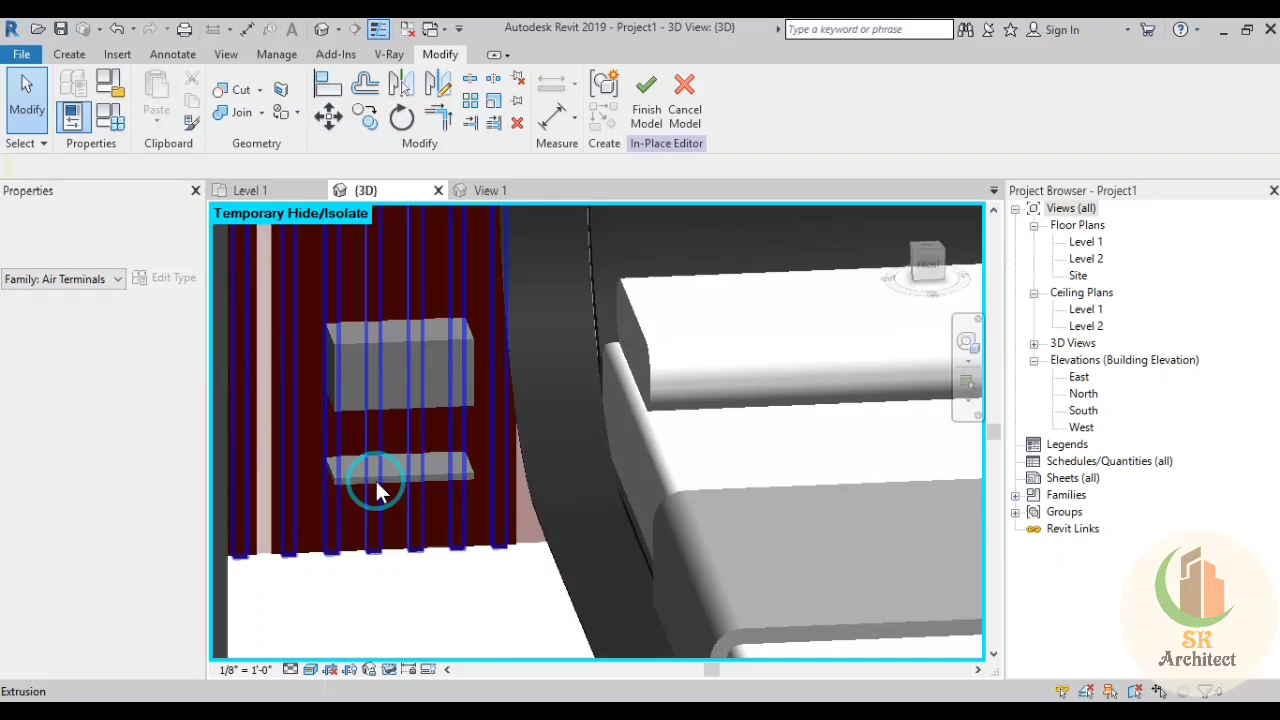 Autodesk Revit 2019 - Project1 - 3D View: {3D}
Type a keyword or phrase
Sign In
File Create Insert Annotate View Manage Add-Ins V-Ray Modify
Modify
Paste
Cut
Join
Finish Model
Cancel Model
Select Properties Clipboard Geometry Modify Measure Create In-Place Editor
Properties
Family: Air Terminals
Edit Type
Level 1
{3D}
View 1
Temporary Hide/Isolate
FRONT
Project Browser - Project1
Views (all)
Floor Plans
Level 1
Level 2
Site
Ceiling Plans
Level 1
Level 2
3D Views
Elevations (Building Elevation)
East
North
South
West
Legends
Schedules/Quantities (all)
Sheets (all)
Families
Groups
Revit Links
SK
Architect
1/8" = 1'-0"
Extrusion
:0